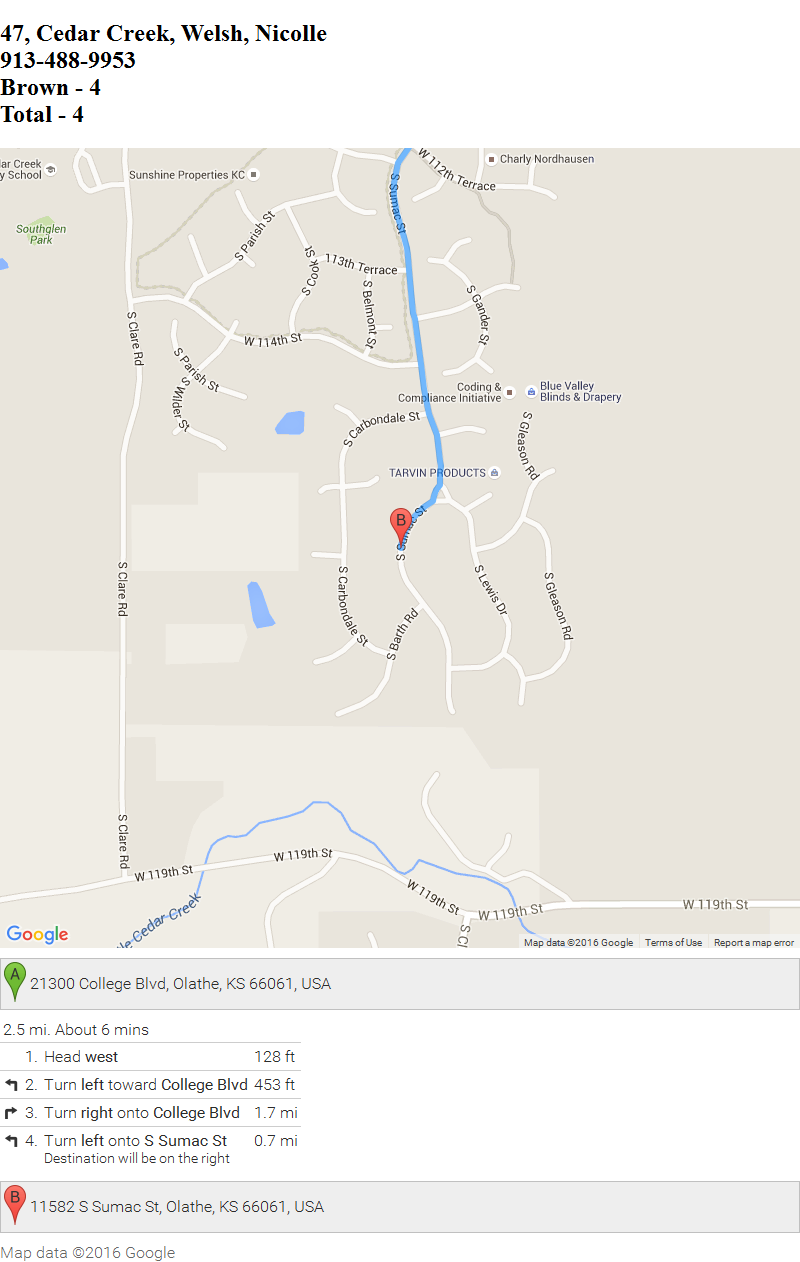 47, Cedar Creek, Welsh, Nicolle
913-488-9953
Brown - 4
Total - 4
W 112th Terrace
Charly Nordhausen
ar Creek
y School
Sunshine Properties KC
S Sumac St
Southglen
Park
S Parish St
S Cook St
113th Terrace
S Belmont St
S Gander St
S Clare Rd
W 114th St
S Parish St
S Wilder St
Coding &
Compliance Initiative
Blue Valley
Blinds & Drapery
S Carbondale St
S Gleason Rd
TARVIN PRODUCTS
B
S Sumac St
S Clare Rd
S Carbondale St
S Lewis Dr
S Gleason Rd
S Barth Rd
S Clare Rd
W 119th St
W 119th St
W 119th St
W 119th St
W 119th St
le Cedar Creek
S Cl
Google
Map data ©2016 Google
Terms of Use
Report a map error
A
21300 College Blvd, Olathe, KS 66061, USA
2.5 mi. About 6 mins
1. Head west 128 ft
2. Turn left toward College Blvd 453 ft
3. Turn right onto College Blvd 1.7 mi
4. Turn left onto S Sumac St 0.7 mi
Destination will be on the right
B
11582 S Sumac St, Olathe, KS 66061, USA
Map data ©2016 Google